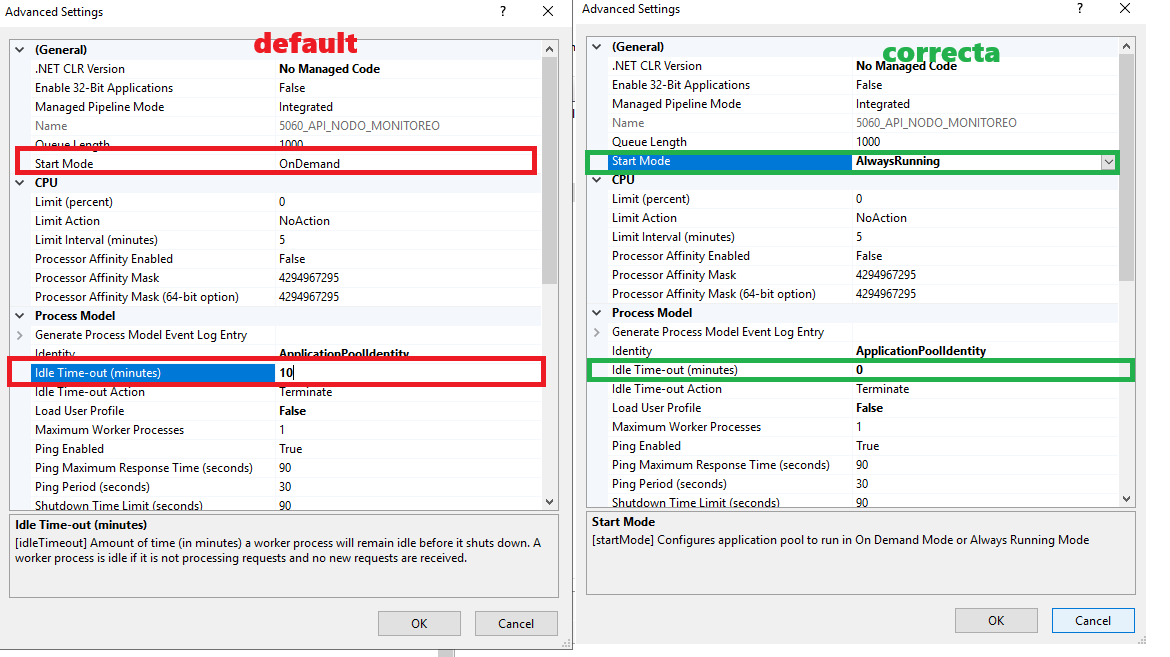 Advanced Settings ? ×
default
(General)
.NET CLR Version No Managed Code
Enable 32-Bit Applications False
Managed Pipeline Mode Integrated
Name 5060_API_NODO_MONITOREO
Queue Length 1000
Start Mode OnDemand
CPU
Limit (percent) 0
Limit Action NoAction
Limit Interval (minutes) 5
Processor Affinity Enabled False
Processor Affinity Mask 4294967295
Processor Affinity Mask (64-bit option) 4294967295
Process Model
Generate Process Model Event Log Entry
Identity ApplicationPoolIdentity
Idle Time-out (minutes) 10
Idle Time-out Action Terminate
Load User Profile False
Maximum Worker Processes 1
Ping Enabled True
Ping Maximum Response Time (seconds) 90
Ping Period (seconds) 30
Shutdown Time Limit (seconds) 90
Idle Time-out (minutes)
[idleTimeout] Amount of time (in minutes) a worker process will remain idle before it shuts down. A
worker process is idle if it is not processing requests and no new requests are received.
OK Cancel
Advanced Settings ? ×
correcta
(General)
.NET CLR Version No Managed Code
Enable 32-Bit Applications False
Managed Pipeline Mode Integrated
Name 5060_API_NODO_MONITOREO
Queue Length 1000
Start Mode AlwaysRunning
CPU
Limit (percent) 0
Limit Action NoAction
Limit Interval (minutes) 5
Processor Affinity Enabled False
Processor Affinity Mask 4294967295
Processor Affinity Mask (64-bit option) 4294967295
Process Model
Generate Process Model Event Log Entry
Identity ApplicationPoolIdentity
Idle Time-out (minutes) 0
Idle Time-out Action Terminate
Load User Profile False
Maximum Worker Processes 1
Ping Enabled True
Ping Maximum Response Time (seconds) 90
Ping Period (seconds) 30
Shutdown Time Limit (seconds) 90
Start Mode
[startMode] Configures application pool to run in On Demand Mode or Always Running Mode
OK Cancel